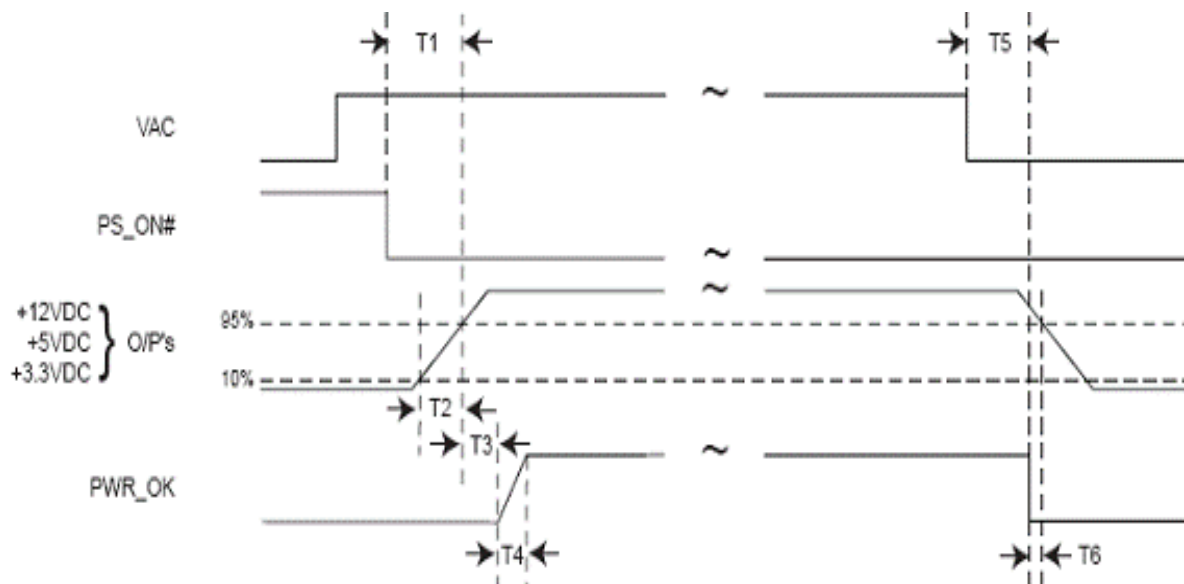 T1
T5
VAC
PS_ON#
+12VDC
+5VDC
+3.3VDC
O/P's
95%
10%
T2
T3
PWR_OK
T4
T6